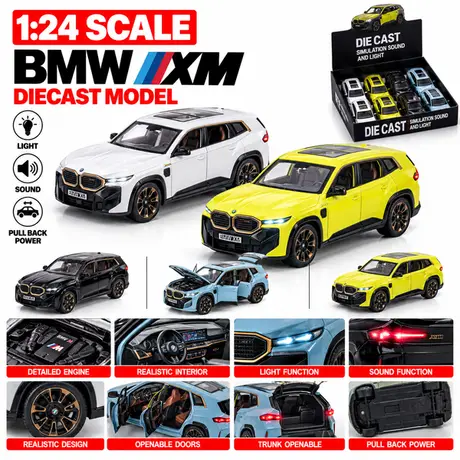 1:24 SCALE
BMW XM
DIECAST MODEL
LIGHT
SOUND
PULL BACK
POWER
DIE CAST
SIMULATION SOUND
AND LIGHT
DIE CAST
SIMULATION SOUND
AND LIGHT
DETAILED ENGINE
REALISTIC INTERIOR
LIGHT FUNCTION
SOUND FUNCTION
REALISTIC DESIGN
OPENABLE DOORS
TRUNK OPENABLE
PULL BACK POWER